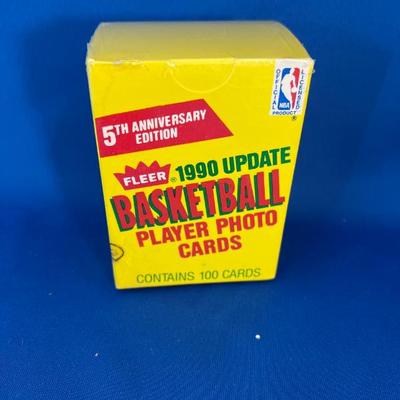 OFFICIAL LICENSED
NBA
PRODUCT ®
5TH ANNIVERSARY
EDITION
FLEER ® 1990 UPDATE
BASKETBALL
PLAYER PHOTO
CARDS
CONTAINS 100 CARDS